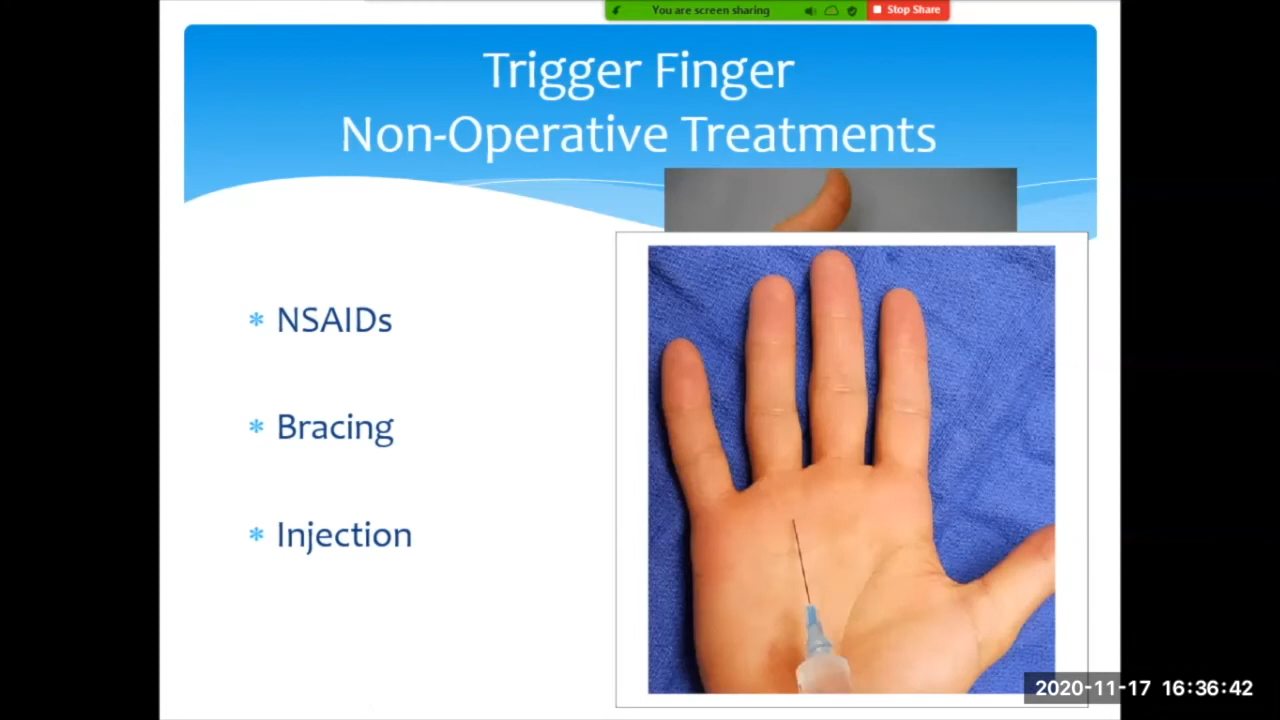 You are screen sharing
Stop Share
Trigger Finger
Non-Operative Treatments
* NSAIDs
* Bracing
* Injection
2020-11-17 16:36:42